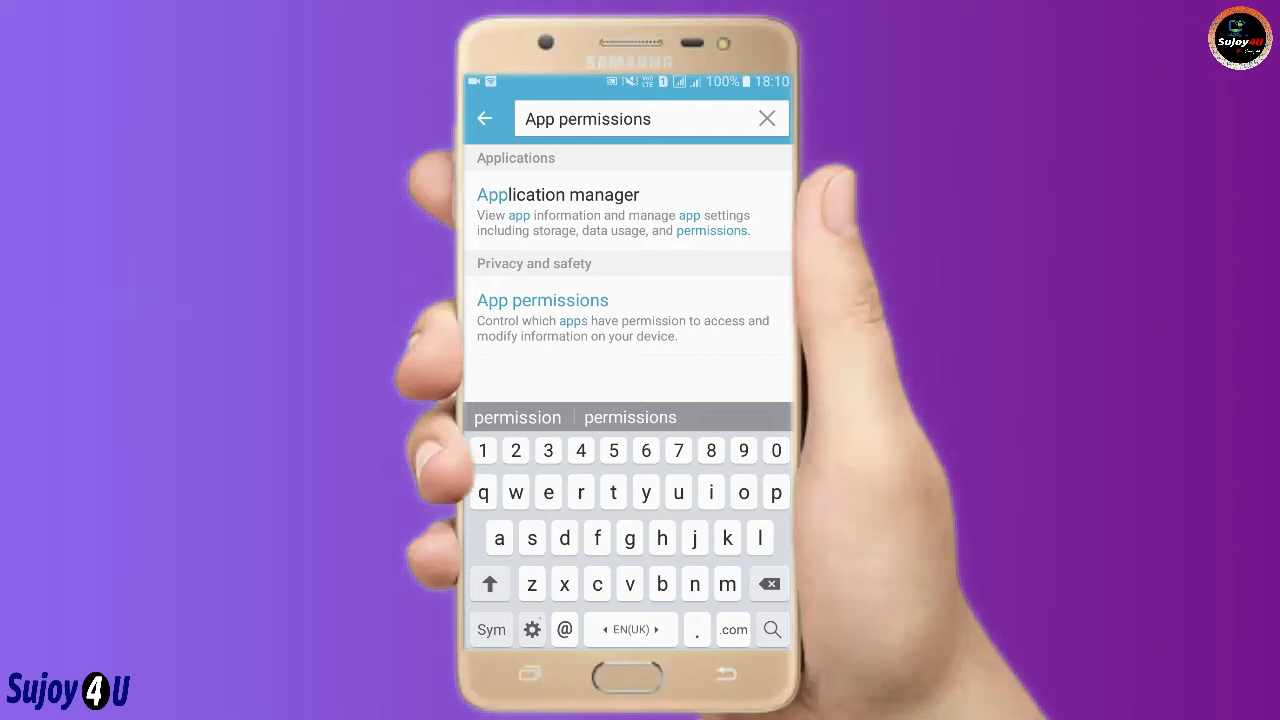 Sujoy4U
SAMSUNG
VoD LTE 1 100% 18:10
App permissions
Applications
Application manager
View app information and manage app settings
including storage, data usage, and permissions.
Privacy and safety
App permissions
Control which apps have permission to access and
modify information on your device.
permission permissions
1 2 3 4 5 6 7 8 9 0
q w e r t y u i o p
a s d f g h j k l
z x c v b n m
Sym @ EN(UK) . .com
Sujoy4U